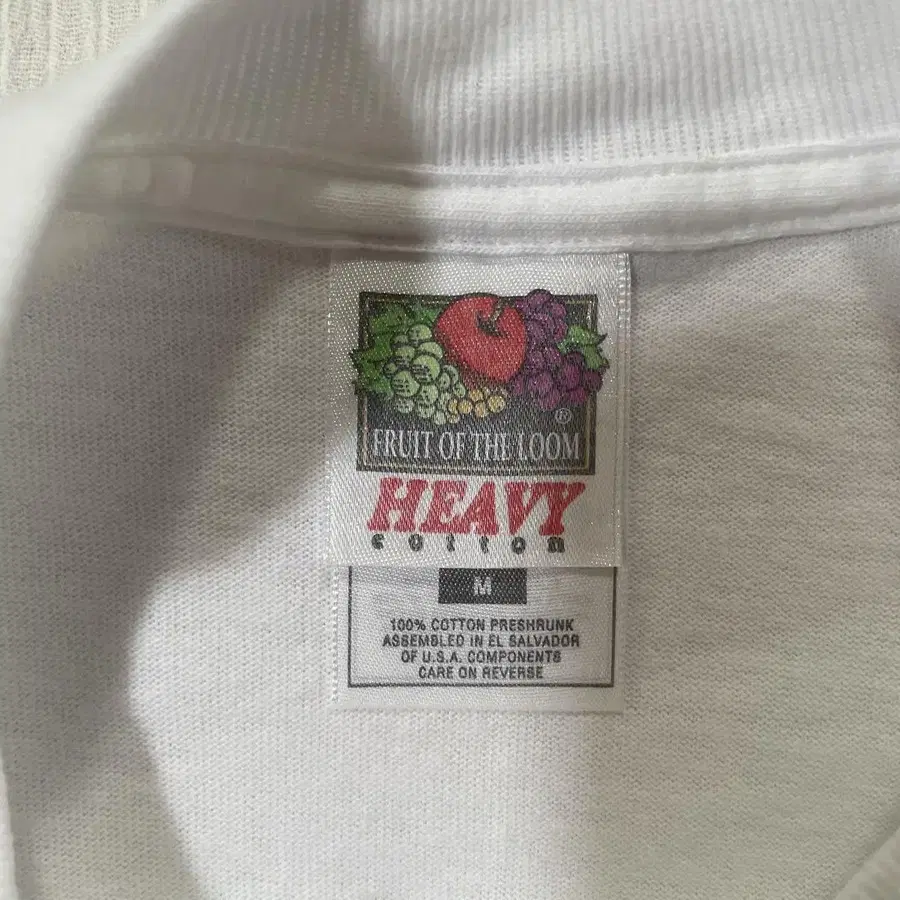 ®
FRUIT OF THE LOOM
HEAVY
cotton
M
100% COTTON PRESHRUNK
ASSEMBLED IN EL SALVADOR
OF U.S.A. COMPONENTS
CARE ON REVERSE